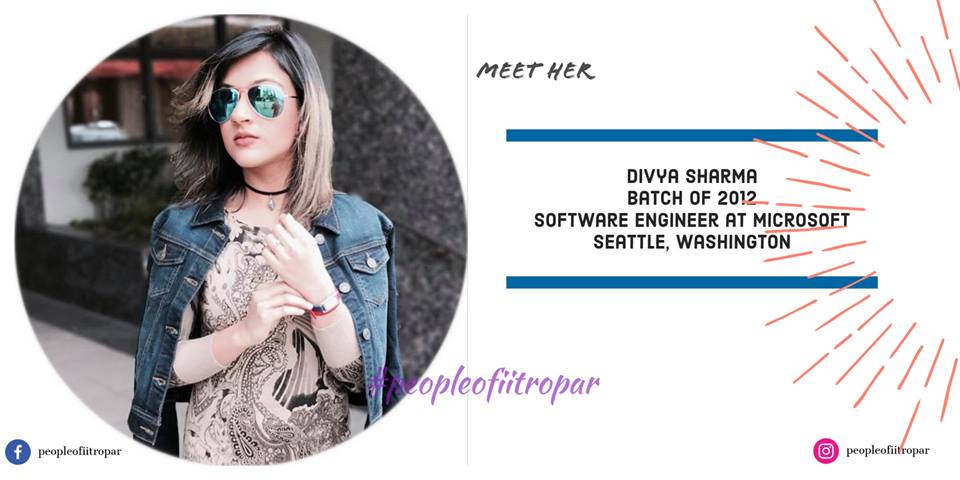 MEET HER
DIVYA SHARMA
BATCH OF 2012
SOFTWARE ENGINEER AT MICROSOFT
SEATTLE, WASHINGTON
#peopleofiitropar
peopleofiitropar
peopleofiitropar